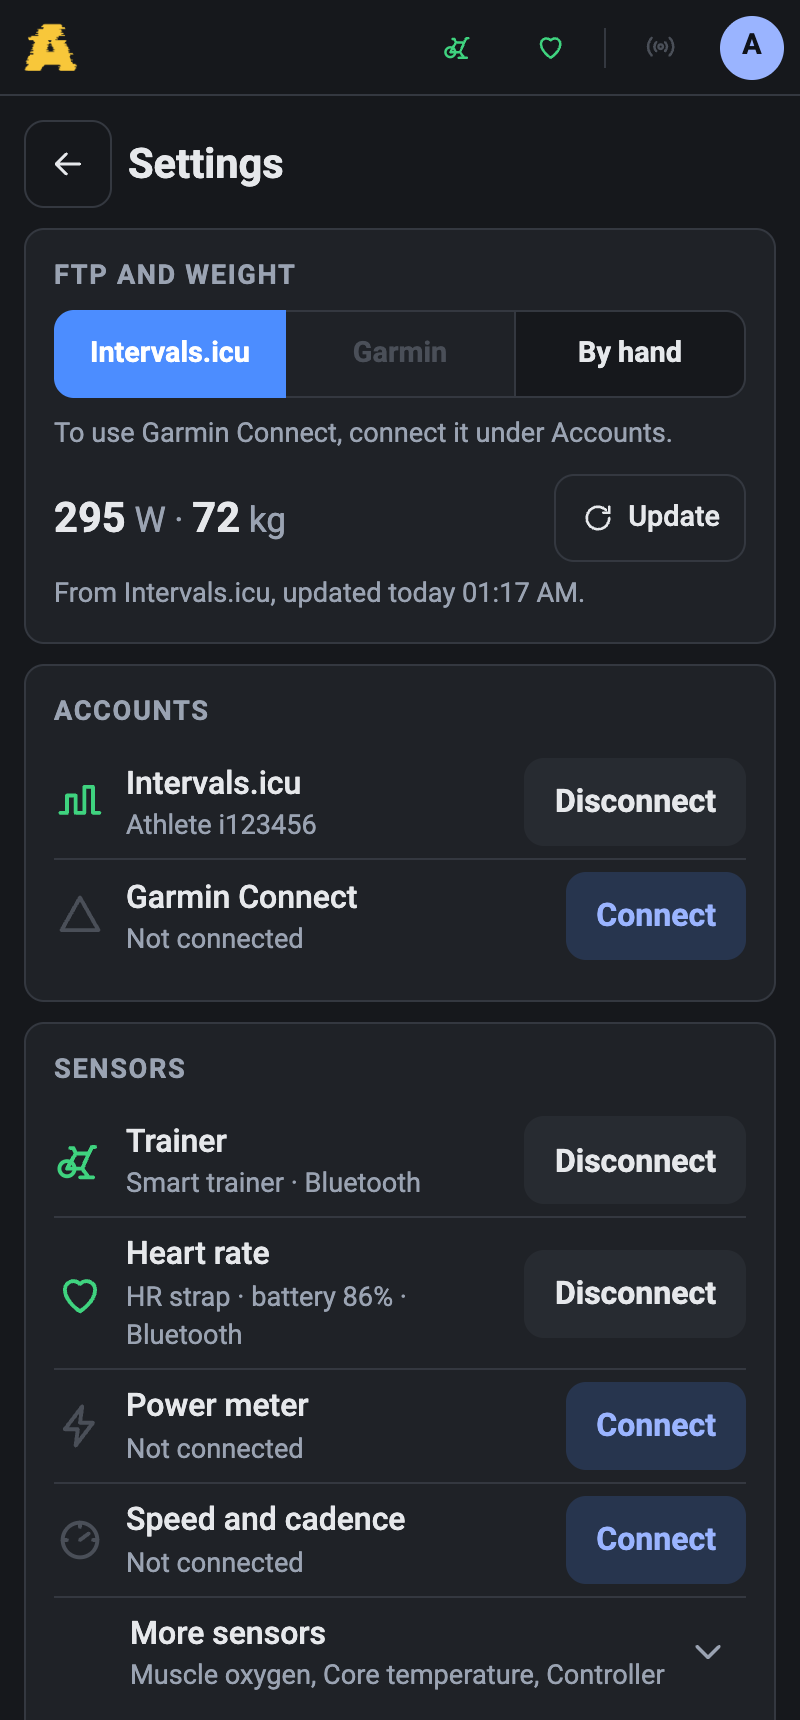 A
A
Settings
FTP AND WEIGHT
Intervals.icu
Garmin
By hand
To use Garmin Connect, connect it under Accounts.
295 W · 72 kg
Update
From Intervals.icu, updated today 01:17 AM.
ACCOUNTS
Intervals.icu
Athlete i123456
Disconnect
Garmin Connect
Not connected
Connect
SENSORS
Trainer
Smart trainer · Bluetooth
Disconnect
Heart rate
HR strap · battery 86% ·
Bluetooth
Disconnect
Power meter
Not connected
Connect
Speed and cadence
Not connected
Connect
More sensors
Muscle oxygen, Core temperature, Controller